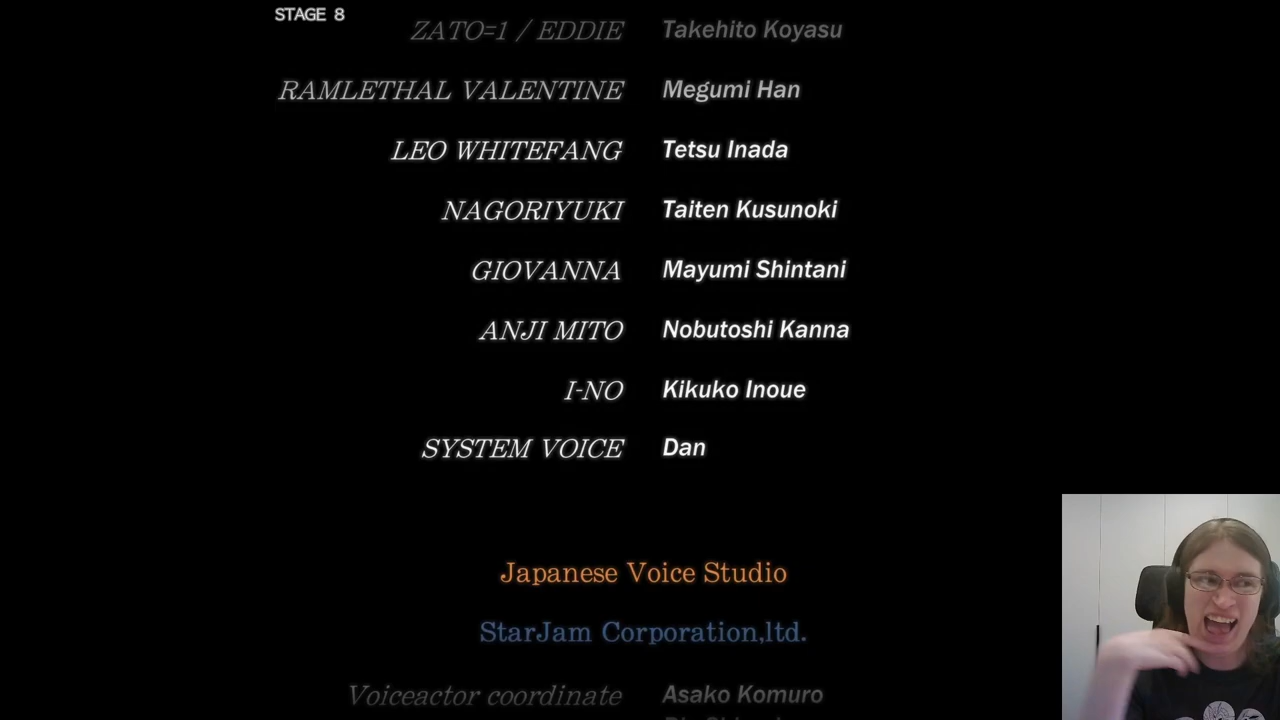 STAGE 8
ZATO=1 / EDDIE Takehito Koyasu
RAMLETHAL VALENTINE Megumi Han
LEO WHITEFANG Tetsu Inada
NAGORIYUKI Taiten Kusunoki
GIOVANNA Mayumi Shintani
ANJI MITO Nobutoshi Kanna
I-NO Kikuko Inoue
SYSTEM VOICE Dan
Japanese Voice Studio
StarJam Corporation,ltd.
Voiceactor coordinate Asako Komuro